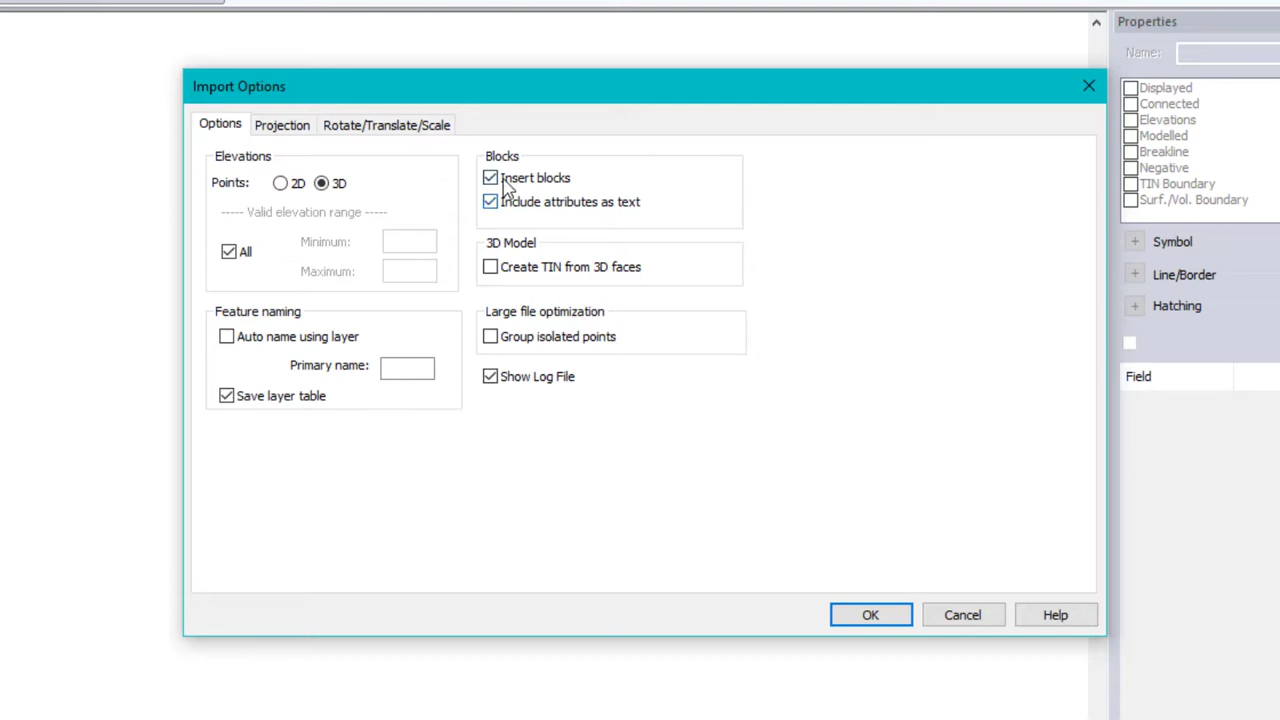 Properties
Import Options
Name:
Options
Projection
Rotate/Translate/Scale
Displayed
Connected
Elevations
Modelled
Breakline
Negative
TIN Boundary
Surf./Vol. Boundary
Elevations
Points:
2D
3D
----- Valid elevation range -----
All
Minimum:
Maximum:
Blocks
Insert blocks
Include attributes as text
3D Model
Create TIN from 3D faces
Symbol
Line/Border
Hatching
Feature naming
Auto name using layer
Primary name:
Save layer table
Large file optimization
Group isolated points
Show Log File
Field
OK
Cancel
Help